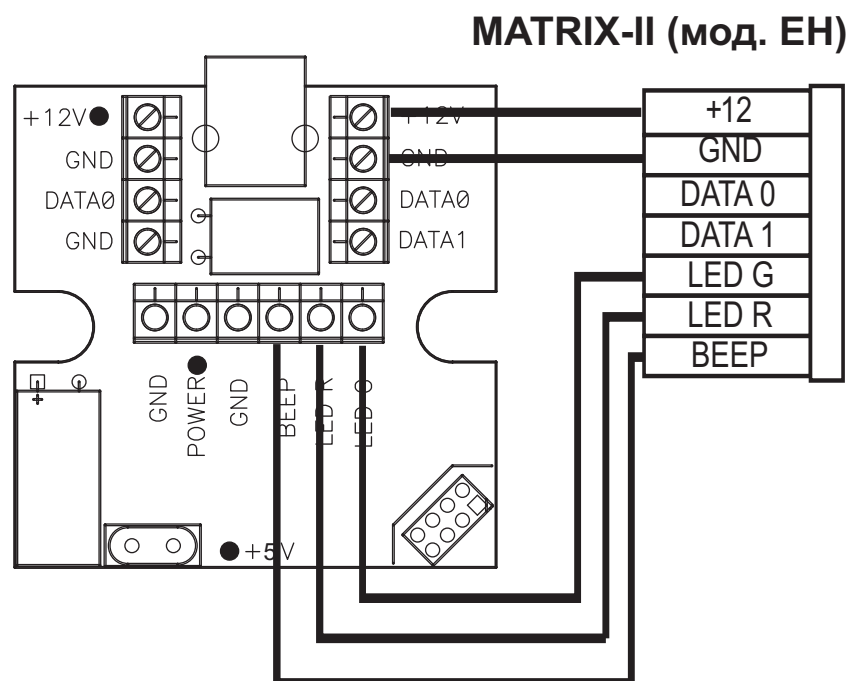 MATRIX-II (мод. EH)
+12V
GND
DATA0
GND
+12V
GND
DATA0
DATA1
+12
GND
DATA 0
DATA 1
LED G
LED R
BEEP
GND
POWER
GND
BEEP
LED R
LED G
+
+5V